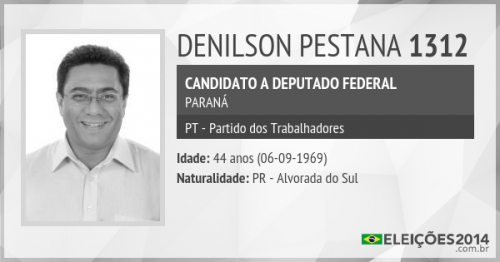 DENILSON PESTANA 1312
CANDIDATO A DEPUTADO FEDERAL
PARANÁ
PT - Partido dos Trabalhadores
Idade: 44 anos (06-09-1969)
Naturalidade: PR - Alvorada do Sul
ELEIÇÕES2014
.com.br